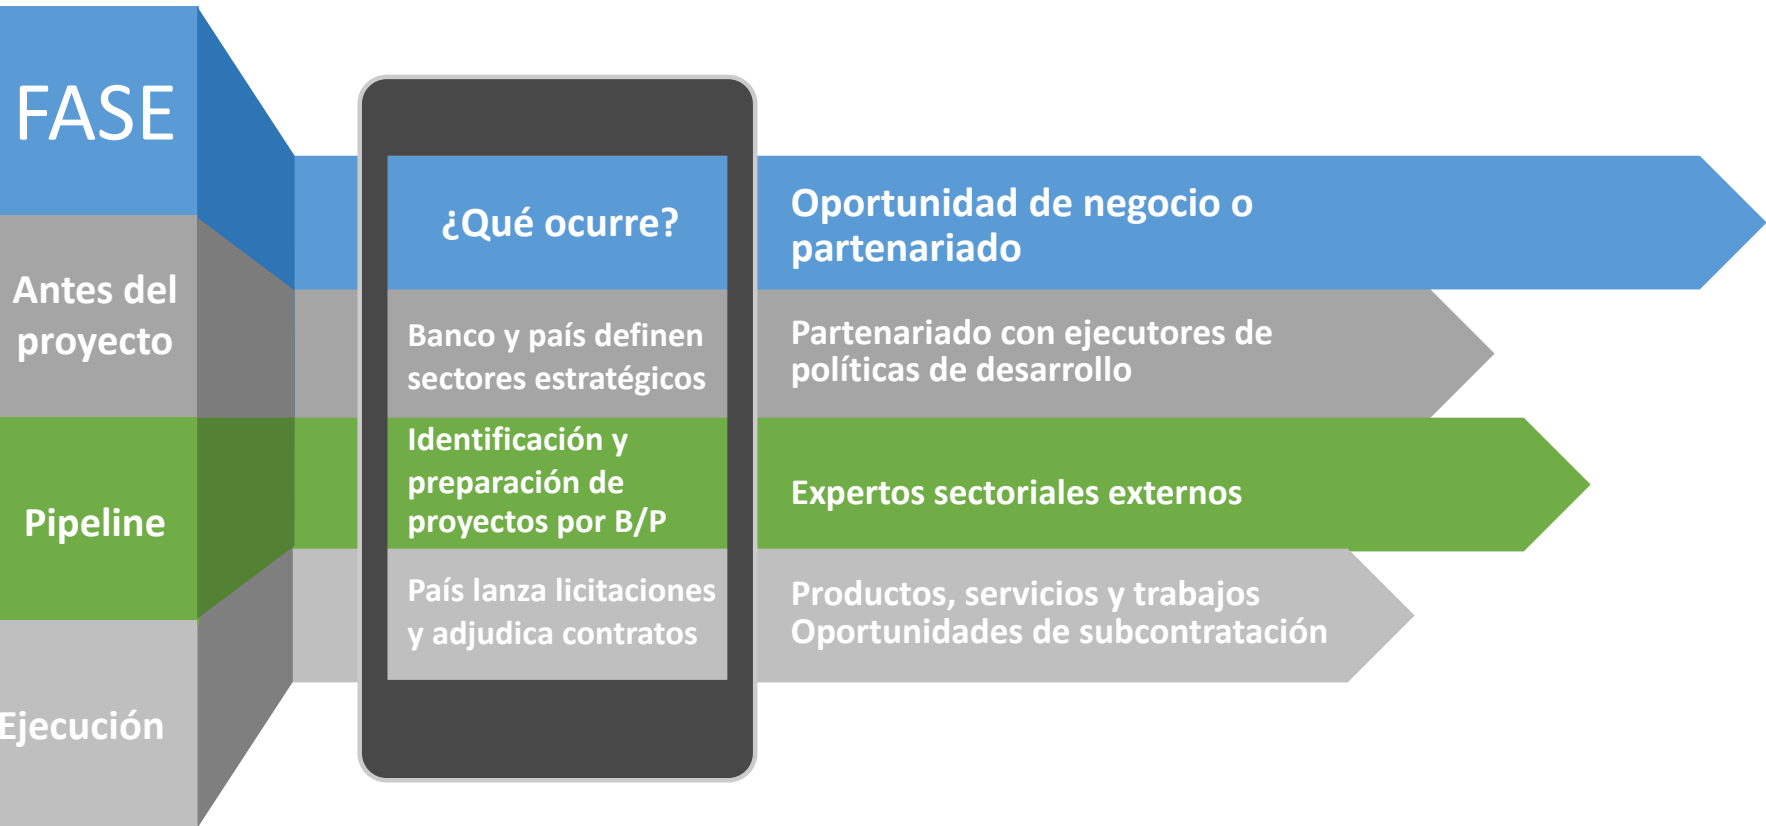 FASE
¿Qué ocurre?
Oportunidad de negocio o
partenariado
Antes del
proyecto
Banco y país definen
sectores estratégicos
Partenariado con ejecutores de
políticas de desarrollo
Pipeline
Identificación y
preparación de
proyectos por B/P
Expertos sectoriales externos
Ejecución
País lanza licitaciones
y adjudica contratos
Productos, servicios y trabajos
Oportunidades de subcontratación